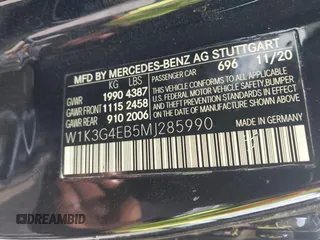 MFD BY MERCEDES-BENZ AG STUTTGART
KG LBS PASSENGER CAR 696 11/20
GVWR 1990 4387
GAWR FRONT 1115 2458
GAWR REAR 910 2006
THIS VEHICLE CONFORMS TO ALL APPLICABLE
U.S. FEDERAL MOTOR VEHICLE SAFETY,
BUMPER, AND THEFT PREVENTION
STANDARDS IN EFFECT ON THE DATE OF
MANUFACTURE SHOWN ABOVE.
W1K3G4EB5MJ285990
MADE IN GERMANY
DREAMBID